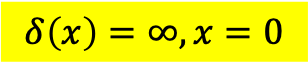 δ(x) = ∞, x = 0